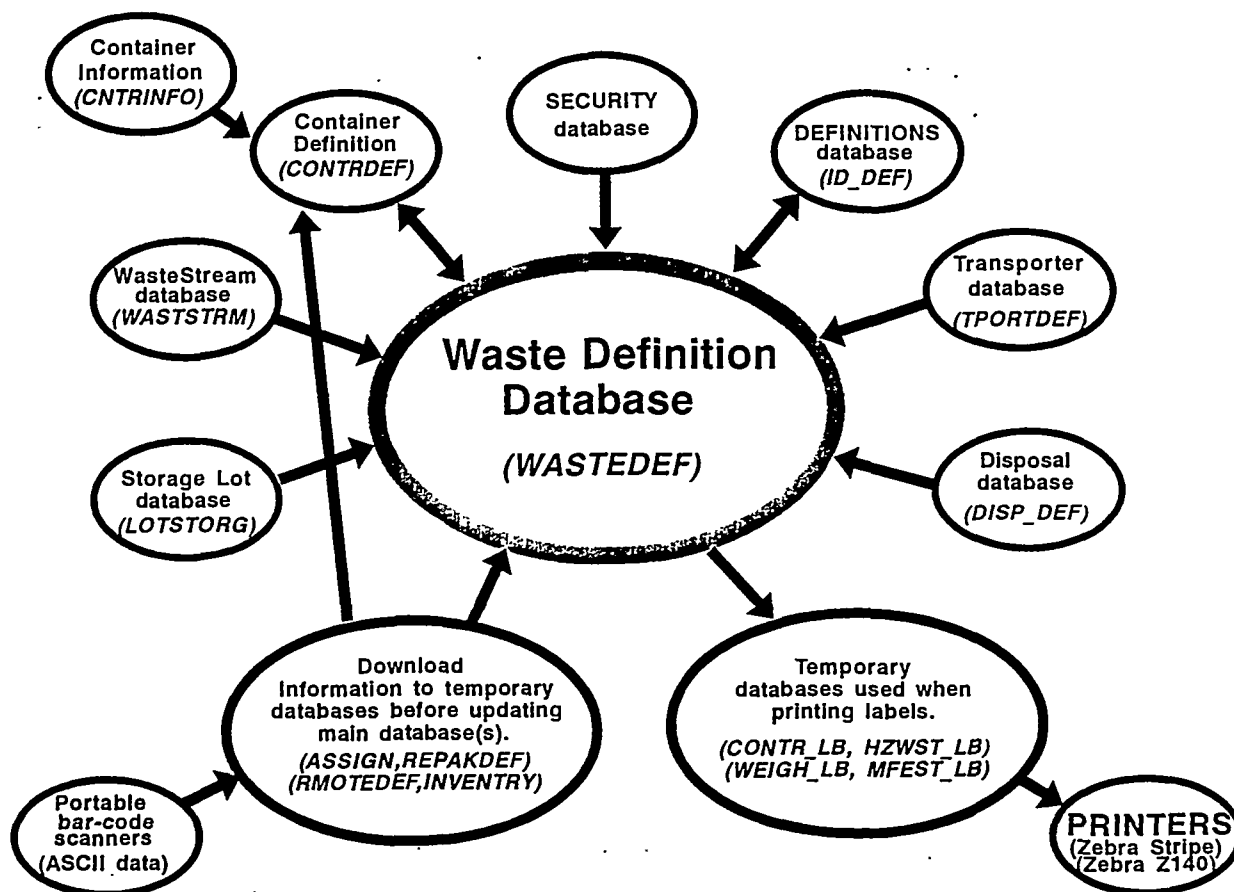 Container
Information
(CNTRINFO)
Container
Definition
(CONTRDEF)
SECURITY
database
DEFINITIONS
database
(ID_DEF)
WasteStream
database
(WASTSTRM)
Transporter
database
(TPORTDEF)
Waste Definition
Database
(WASTEDEF)
Storage Lot
database
(LOTSTORG)
Disposal
database
(DISP_DEF)
Download
Information to temporary
databases before updating
main database(s).
(ASSIGN,REPAKDEF)
(RMOTEDEF,INVENTRY)
Temporary
databases used when
printing labels.
(CONTR_LB, HZWST_LB)
(WEIGH_LB, MFEST_LB)
Portable
bar-code
scanners
(ASCII data)
PRINTERS
(Zebra Stripe)
(Zebra Z140)